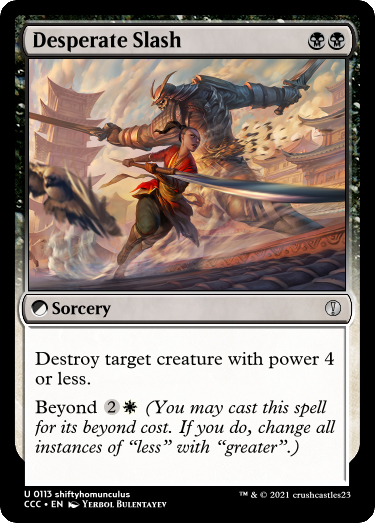 Desperate Slash
Sorcery
Destroy target creature with power 4
or less.
Beyond 2 (You may cast this spell
for its beyond cost. If you do, change all
instances of “less” with “greater”.)
U 0113 shiftyhomunculus
CCC • EN Yerbol Bulentayev
™ & © 2021 crushcastles23